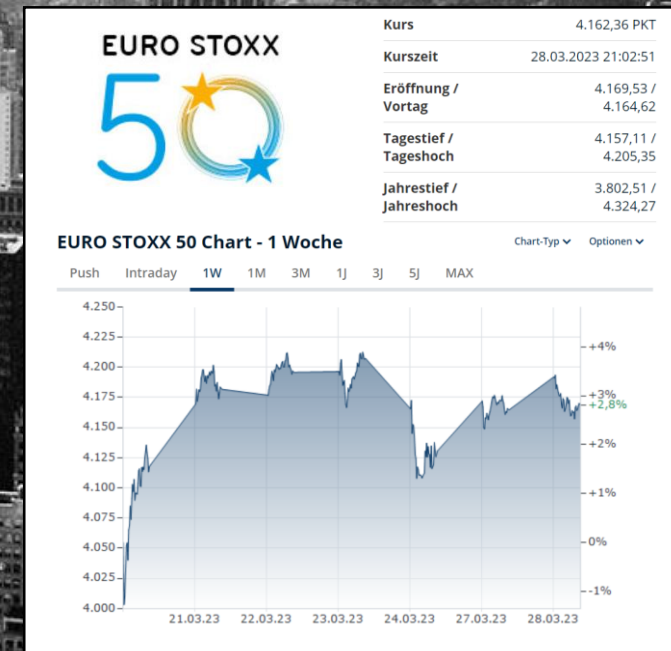 EURO STOXX
50
Kurs 4.162,36 PKT
Kurszeit 28.03.2023 21:02:51
Eröffnung / 4.169,53 /
Vortag 4.164,62
Tagestief / 4.157,11 /
Tageshoch 4.205,35
Jahrestief / 3.802,51 /
Jahreshoch 4.324,27
EURO STOXX 50 Chart - 1 Woche Chart-Typ Optionen
Push Intraday 1W 1M 3M 1J 3J 5J MAX
4.250
4.225
+4%
4.200
4.175 +3%
+2,8%
4.150
+2%
4.125
4.100 +1%
4.075
4.050 0%
4.025
-1%
4.000
21.03.23 22.03.23 23.03.23 24.03.23 27.03.23 28.03.23